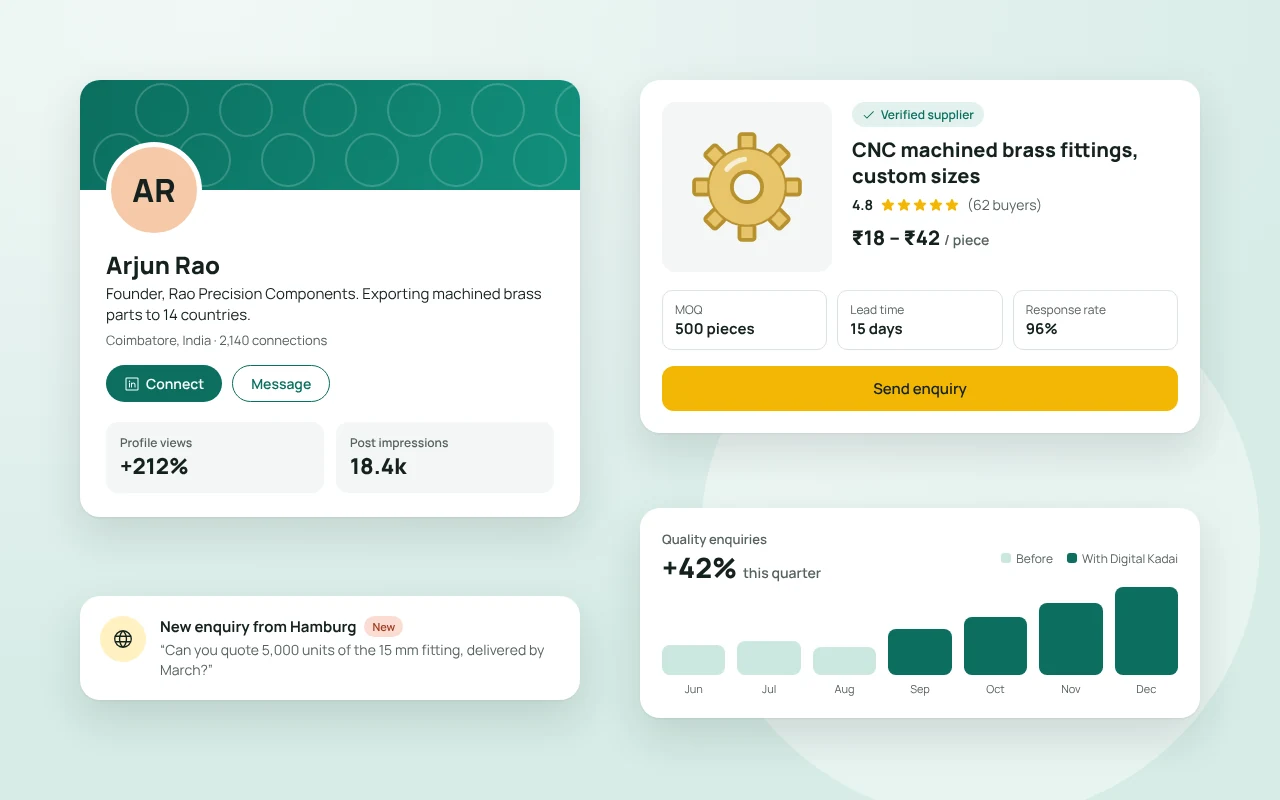 AR
Arjun Rao
Founder, Rao Precision Components. Exporting machined brass
parts to 14 countries.
Coimbatore, India · 2,140 connections
in Connect
Message
Profile views
+212%
Post impressions
18.4k
New enquiry from Hamburg New
“Can you quote 5,000 units of the 15 mm fitting, delivered by
March?”
Verified supplier
CNC machined brass fittings,
custom sizes
4.8 (62 buyers)
₹18 – ₹42 / piece
MOQ
500 pieces
Lead time
15 days
Response rate
96%
Send enquiry
Quality enquiries
+42% this quarter
Before
With Digital Kadai
Jun Jul Aug Sep Oct Nov Dec